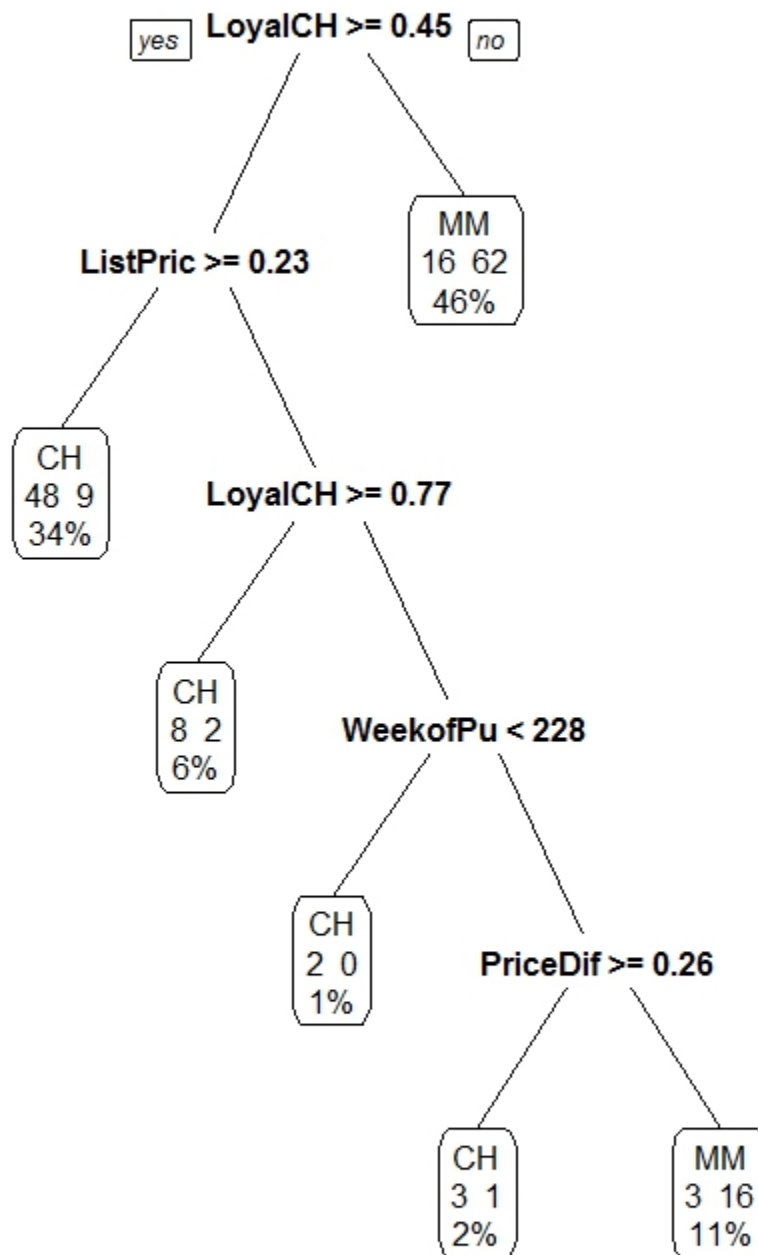 yes LoyalCH >= 0.45 no
MM
16 62
46%
ListPric >= 0.23
CH
48 9
34%
LoyalCH >= 0.77
CH
8 2
6%
WeekofPu < 228
CH
2 0
1%
PriceDif >= 0.26
CH
3 1
2%
MM
3 16
11%